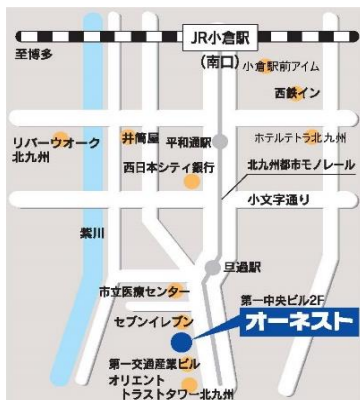 JR小倉駅
至博多
(南口)
小倉駅前アイム
西鉄イン
リバーウオーク
北九州
井筒屋
平和通駅
ホテルテトラ北九州
西日本シティ銀行
北九州都市モノレール
小文字通り
紫川
旦過駅
市立医療センター
第一中央ビル2F
セブンイレブン
オーネスト
第一交通産業ビル
オリエント
トラストタワー北九州